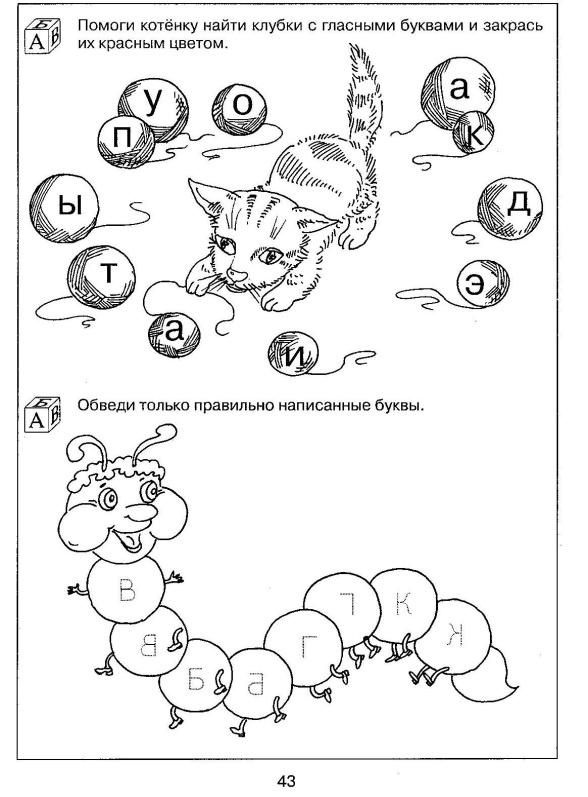 Б
А В
Помоги котёнку найти клубки с гласными буквами и закрась
их красным цветом.
у о а
п к
ы д
т э
а и
Б
А В
Обведи только правильно написанные буквы.
В
В
Б
Б
Г
Г
К
К
43